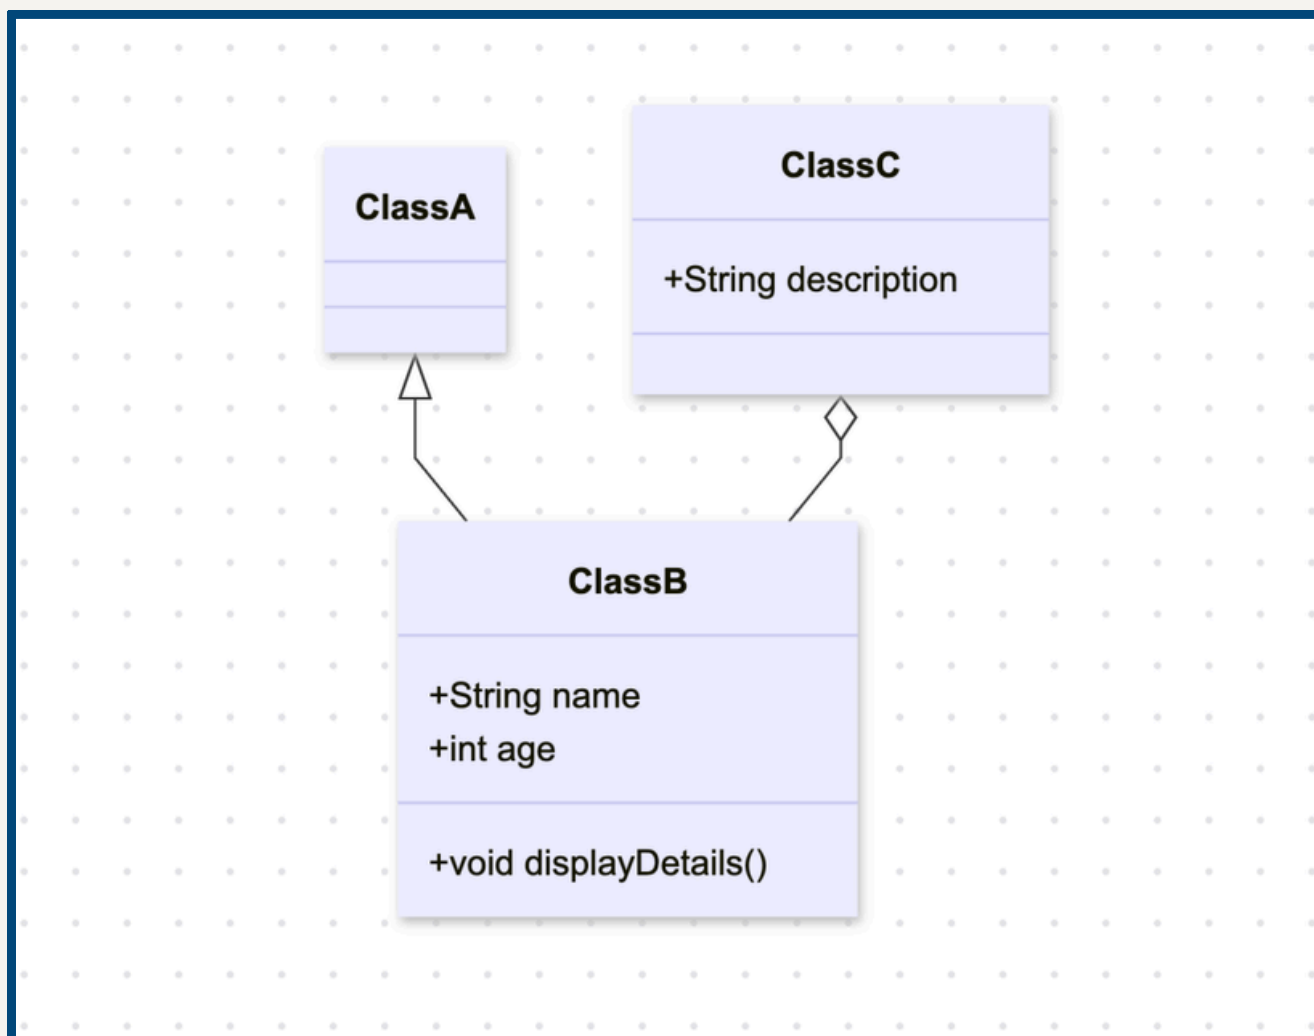 ClassA
ClassC
+String description
ClassB
+String name
+int age
+void displayDetails()